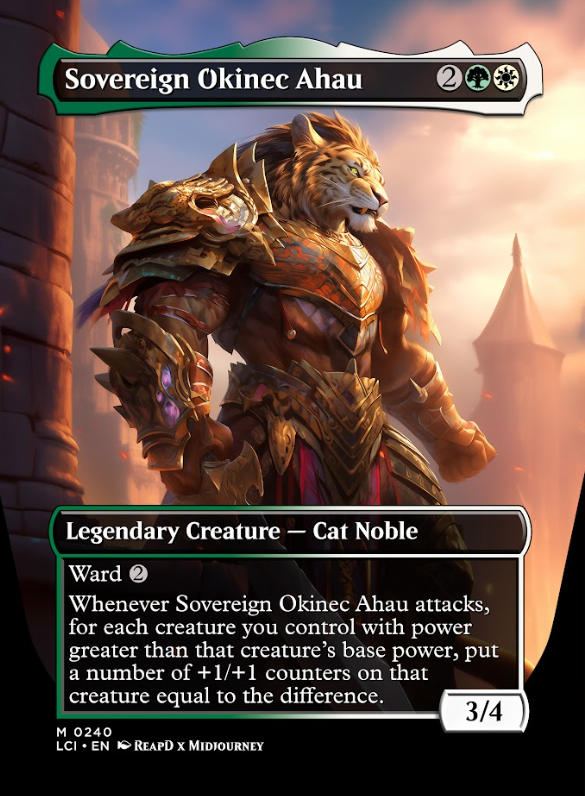 Sovereign Okinec Ahau 2
Legendary Creature — Cat Noble
Ward 2
Whenever Sovereign Okinec Ahau attacks,
for each creature you control with power
greater than that creature's base power, put
a number of +1/+1 counters on that
creature equal to the difference.
3/4
M 0240
LCI • EN ReapD x Midjourney